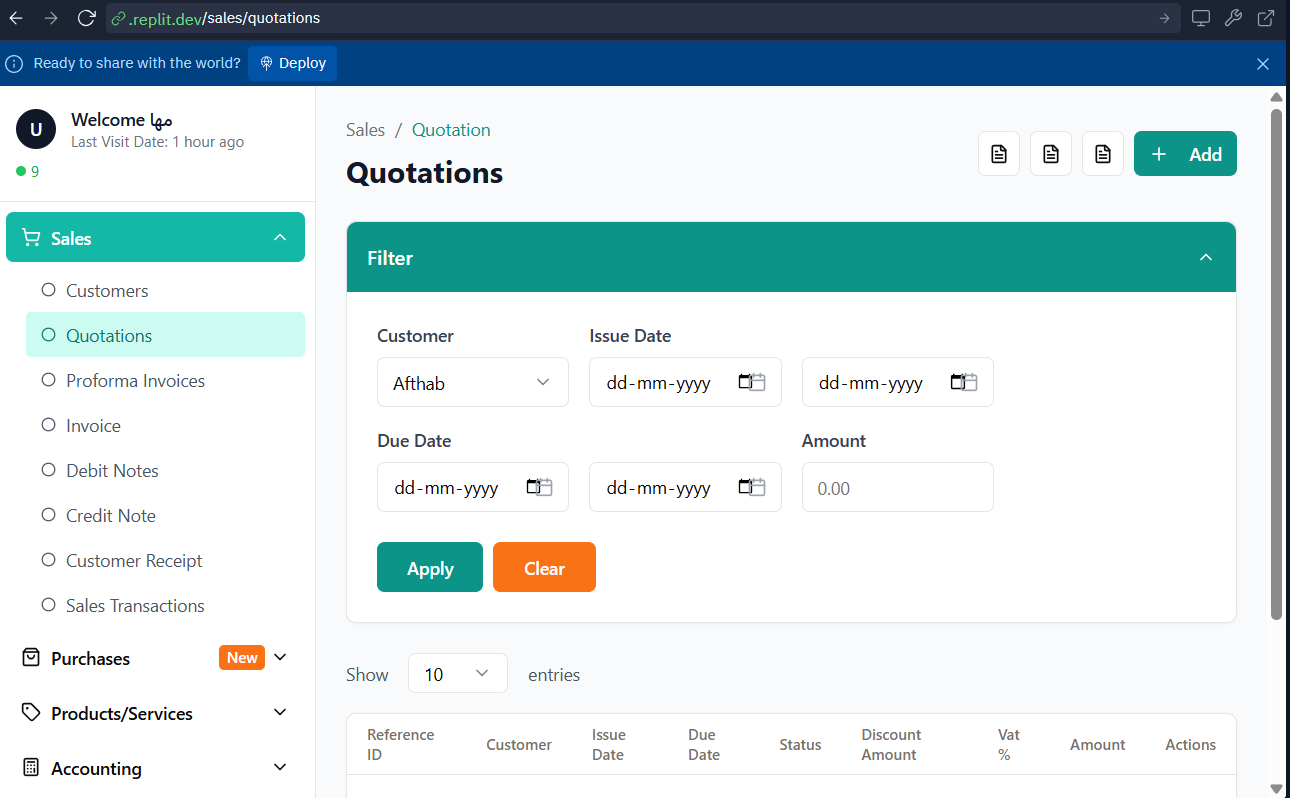 .replit.dev/sales/quotations
Ready to share with the world? Deploy
U
Welcome مها
Last Visit Date: 1 hour ago
9
Sales
Customers
Quotations
Proforma Invoices
Invoice
Debit Notes
Credit Note
Customer Receipt
Sales Transactions
Purchases New
Products/Services
Accounting
Sales / Quotation
Quotations
+ Add
Filter
Customer Issue Date
Afthab dd-mm-yyyy dd-mm-yyyy
Due Date Amount
dd-mm-yyyy dd-mm-yyyy 0.00
Apply Clear
Show 10 entries
Reference ID Customer Issue Date Due Date Status Discount Amount Vat % Amount Actions